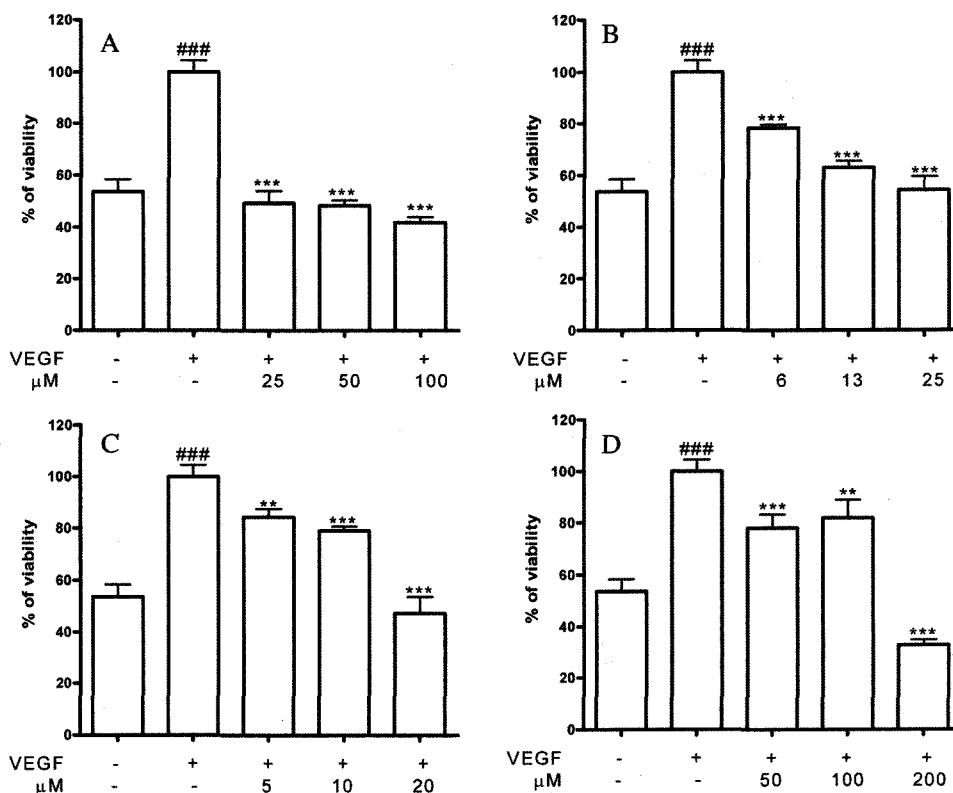 A
% of viability
120
100
80
60
40
20
0
###
***
***
***
VEGF - + + + +
μM - - 25 50 100
B
% of viability
120
100
80
60
40
20
0
###
***
***
***
VEGF - + + + +
μM - - 6 13 25
C
% of viability
120
100
80
60
40
20
0
###
**
***
***
VEGF - + + + +
μM - - 5 10 20
D
% of viability
120
100
80
60
40
20
0
###
***
**
***
VEGF - + + + +
μM - - 50 100 200